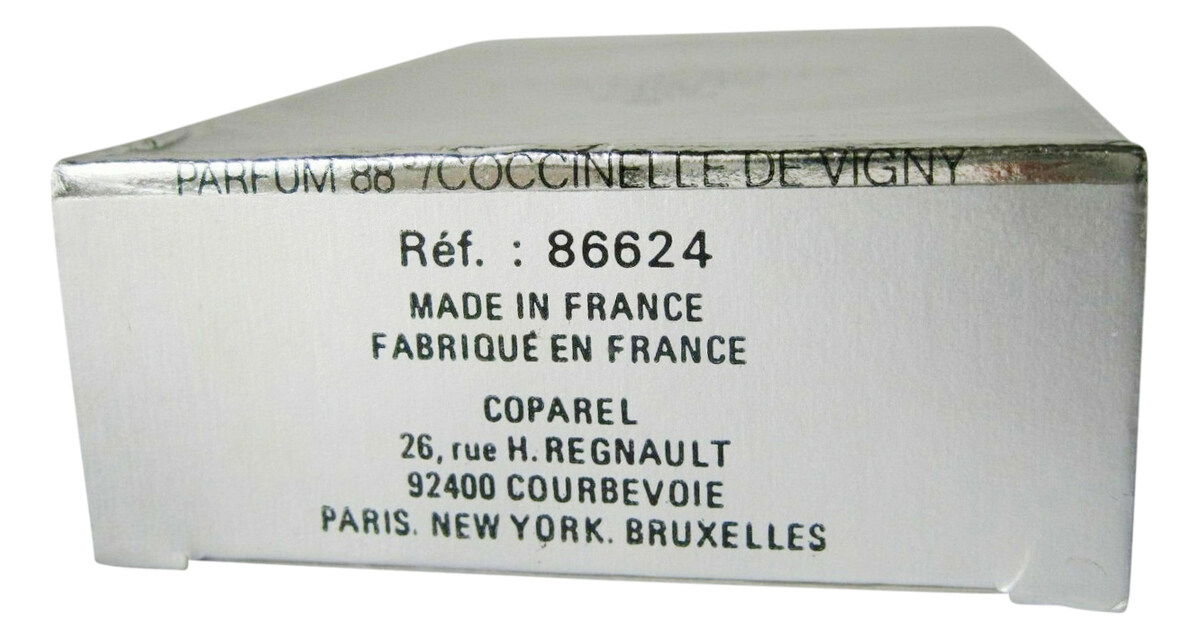 PARFUM 88°/COCCINELLE DE VIGNY
Réf. : 86624
MADE IN FRANCE
FABRIQUÉ EN FRANCE
COPAREL
26, rue H. REGNAULT
92400 COURBEVOIE
PARIS. NEW YORK. BRUXELLES